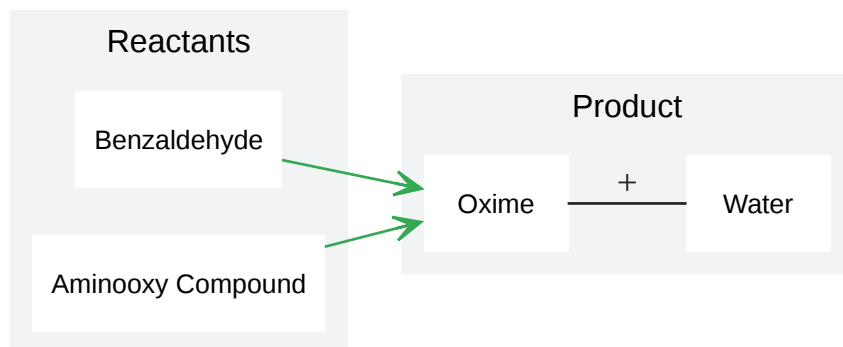 Reactants
Benzaldehyde
Aminooxy Compound
Product
Oxime
+
Water